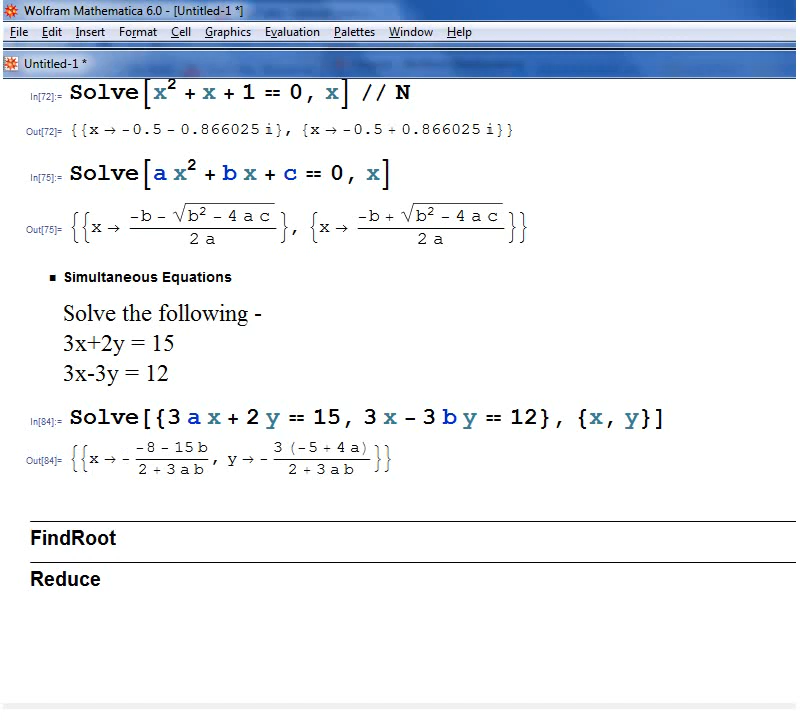 Wolfram Mathematica 6.0 - [Untitled-1 *]
File Edit Insert Format Cell Graphics Evaluation Palettes Window Help
Untitled-1 *
In[72]:= Solve[x² + x + 1 == 0, x] // N
Out[72]= {{x → -0.5 - 0.866025 i}, {x → -0.5 + 0.866025 i}}
In[75]:= Solve[a x² + b x + c == 0, x]
Out[75]= {{x → (-b - √(b² - 4 a c))/(2 a)}, {x → (-b + √(b² - 4 a c))/(2 a)}}
▪ Simultaneous Equations
Solve the following -
3x+2y = 15
3x-3y = 12
In[84]:= Solve[{3 a x + 2 y == 15, 3 x - 3 b y == 12}, {x, y}]
Out[84]= {{x → - (-8 - 15 b)/(2 + 3 a b), y → - (3 (-5 + 4 a))/(2 + 3 a b)}}
FindRoot
Reduce